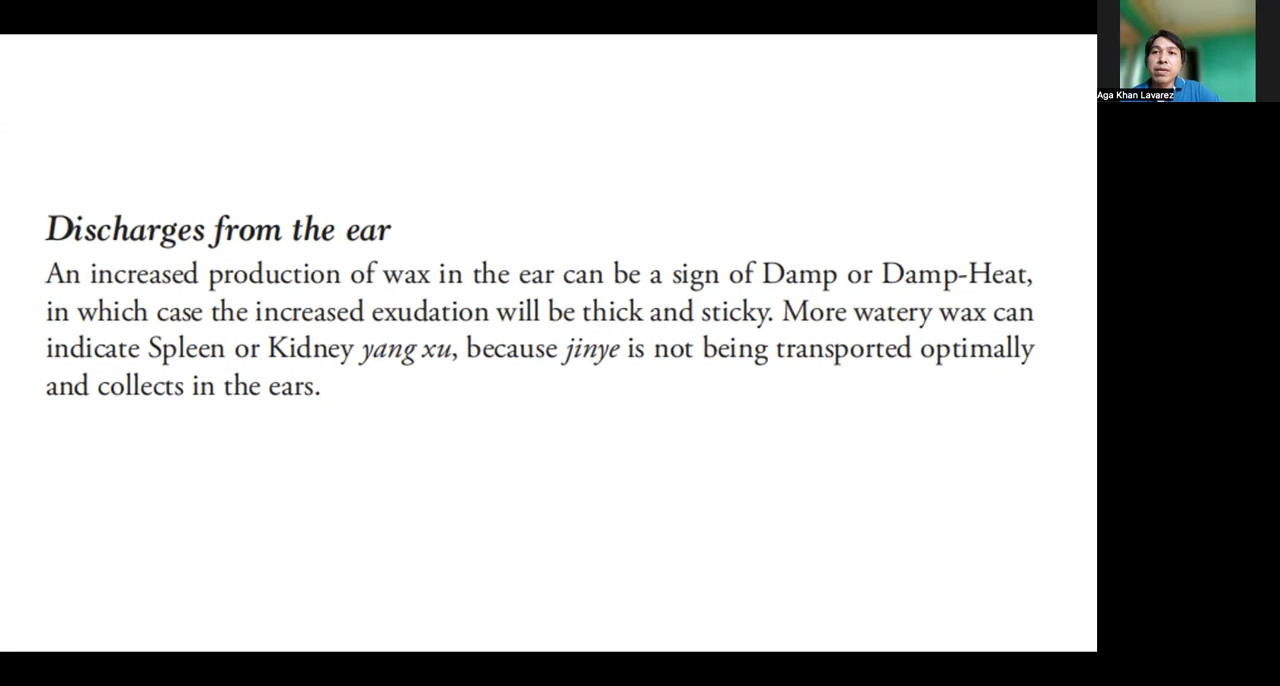 Aga Khan Lavarez
Discharges from the ear
An increased production of wax in the ear can be a sign of Damp or Damp-Heat,
in which case the increased exudation will be thick and sticky. More watery wax can
indicate Spleen or Kidney yang xu, because jinye is not being transported optimally
and collects in the ears.